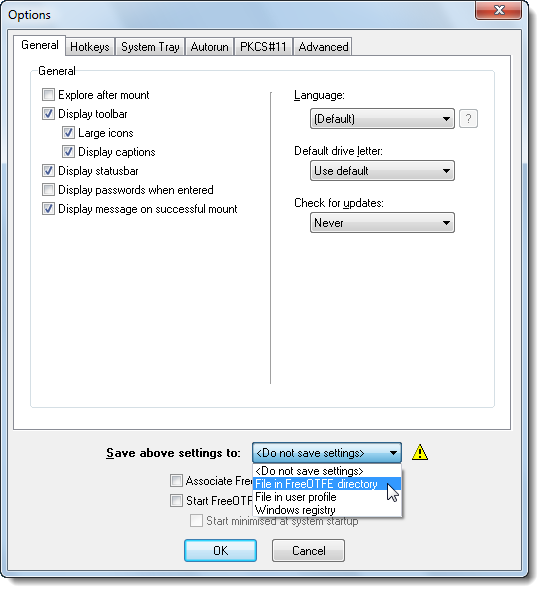 Options
General Hotkeys System Tray Autorun PKCS#11 Advanced
General
Explore after mount
Display toolbar
Large icons
Display captions
Display statusbar
Display passwords when entered
Display message on successful mount
Language:
(Default)
?
Default drive letter:
Use default
Check for updates:
Never
Save above settings to: <Do not save settings>
<Do not save settings>
File in FreeOTFE directory
File in user profile
Windows registry
Associate
Start FreeOTF
Start minimised at system startup
OK Cancel